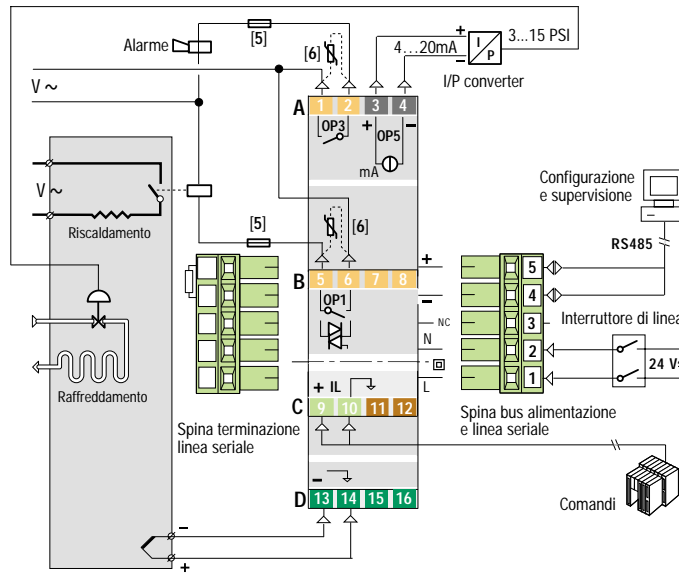 Alarme
[5]
[6]
+
4...20mA
−
I
P
3...15 PSI
I/P converter
V ~
A 1 2 3 4
OP3
+ OP5 −
mA
V ~
Riscaldamento
[5]
[6]
Configurazione
e supervisione
RS485
B 5 6 7 8
+
−
NC
N
L
OP1
5
4
3
2
1
Interruttore di linea
24 V
Raffreddamento
+ IL
C 9 10 11 12
Spina terminazione
linea seriale
Spina bus alimentazione
e linea seriale
−
D 13 14 15 16
Comandi
−
+